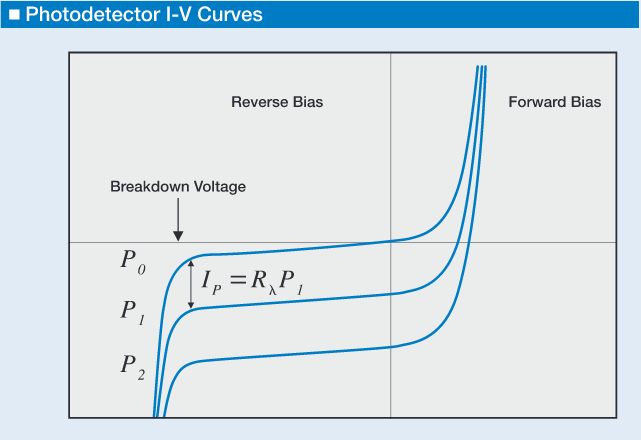 Photodetector I-V Curves
Reverse Bias
Forward Bias
Breakdown Voltage
P0
IP = RλP1
P1
P2